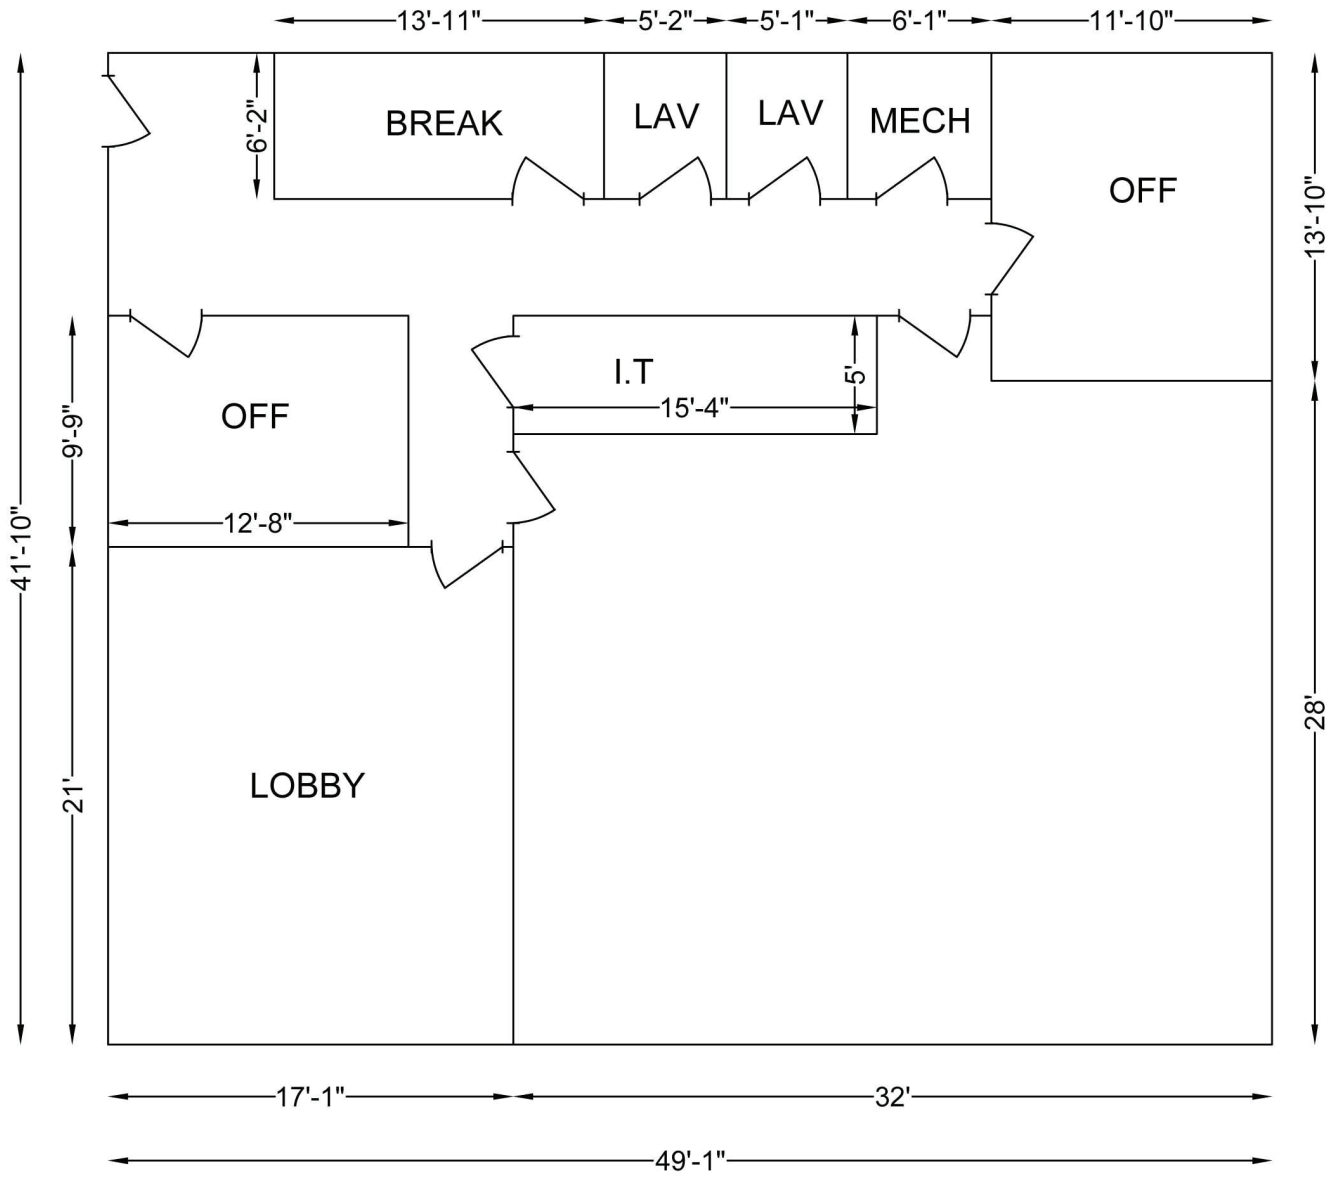 13'-11" 5'-2" 5'-1" 6'-1" 11'-10"
6'-2" BREAK LAV LAV MECH
OFF
13'-10"
I.T
5'
15'-4"
OFF
9'-9"
12'-8"
41'-10"
28'
LOBBY
21'
17'-1" 32'
49'-1"